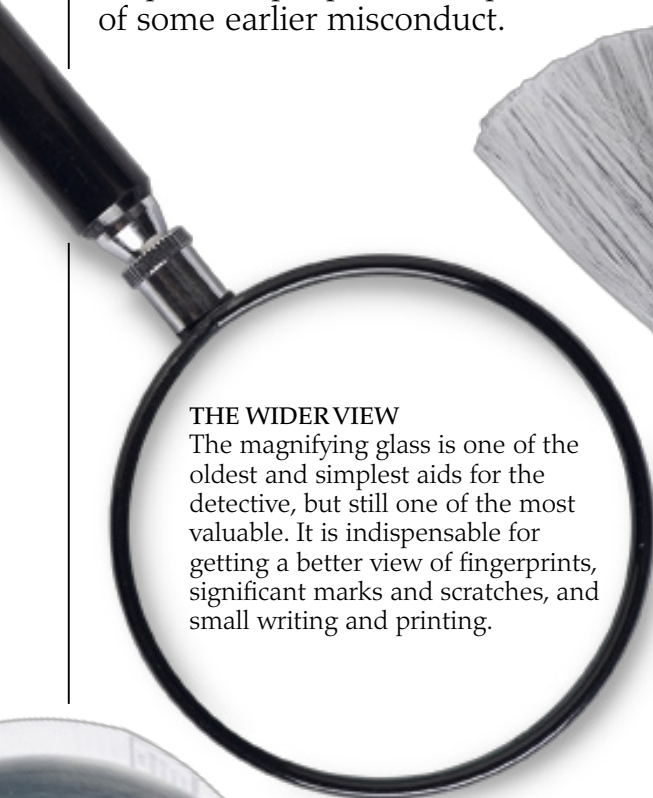 of some earlier misconduct.
THE WIDER VIEW
The magnifying glass is one of the
oldest and simplest aids for the
detective, but still one of the most
valuable. It is indispensable for
getting a better view of fingerprints,
significant marks and scratches, and
small writing and printing.